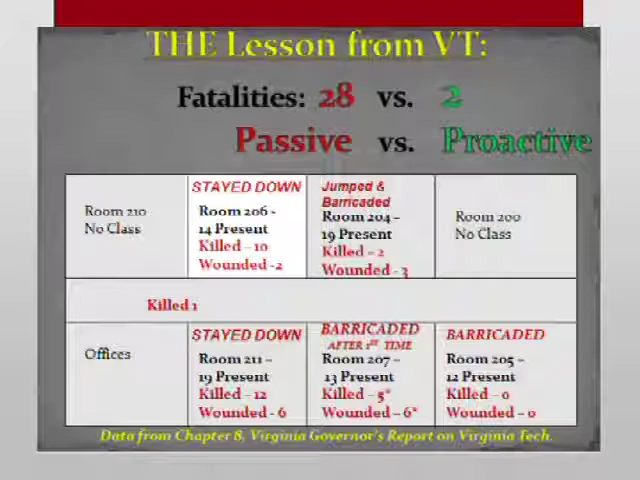 THE Lesson from VT:
Fatalities: 28 vs. 2
Passive vs. Proactive
Room 210
No Class
STAYED DOWN
Room 206 -
14 Present
Killed - 10
Wounded -2
Jumped &
Barricaded
Room 204 –
19 Present
Killed – 2
Wounded - 3
Room 200
No Class
Killed 1
Offices
STAYED DOWN
Room 211 –
19 Present
Killed – 12
Wounded - 6
BARRICADED
AFTER 1ST TIME
Room 207 –
13 Present
Killed – 5*
Wounded – 6*
BARRICADED
Room 205 –
12 Present
Killed – 0
Wounded – 0
Data from Chapter 8, Virginia Governor's Report on Virginia Tech.